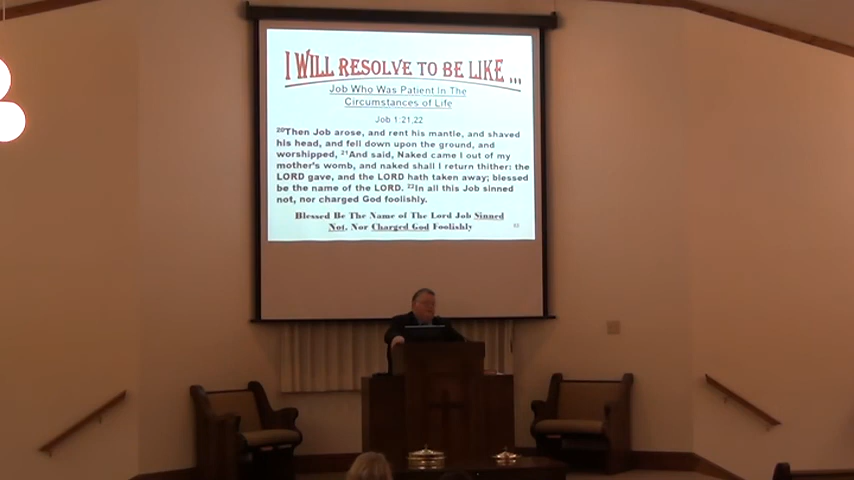 I WILL RESOLVE TO BE LIKE ...
Job Who Was Patient In The
Circumstances of Life
Job 1:21,22
20Then Job arose, and rent his mantle, and shaved
his head, and fell down upon the ground, and
worshipped, 21And said, Naked came I out of my
mother's womb, and naked shall I return thither: the
LORD gave, and the LORD hath taken away; blessed
be the name of the LORD. 22In all this Job sinned
not, nor charged God foolishly.
Blessed Be The Name of The Lord Job Sinned
Not, Nor Charged God Foolishly